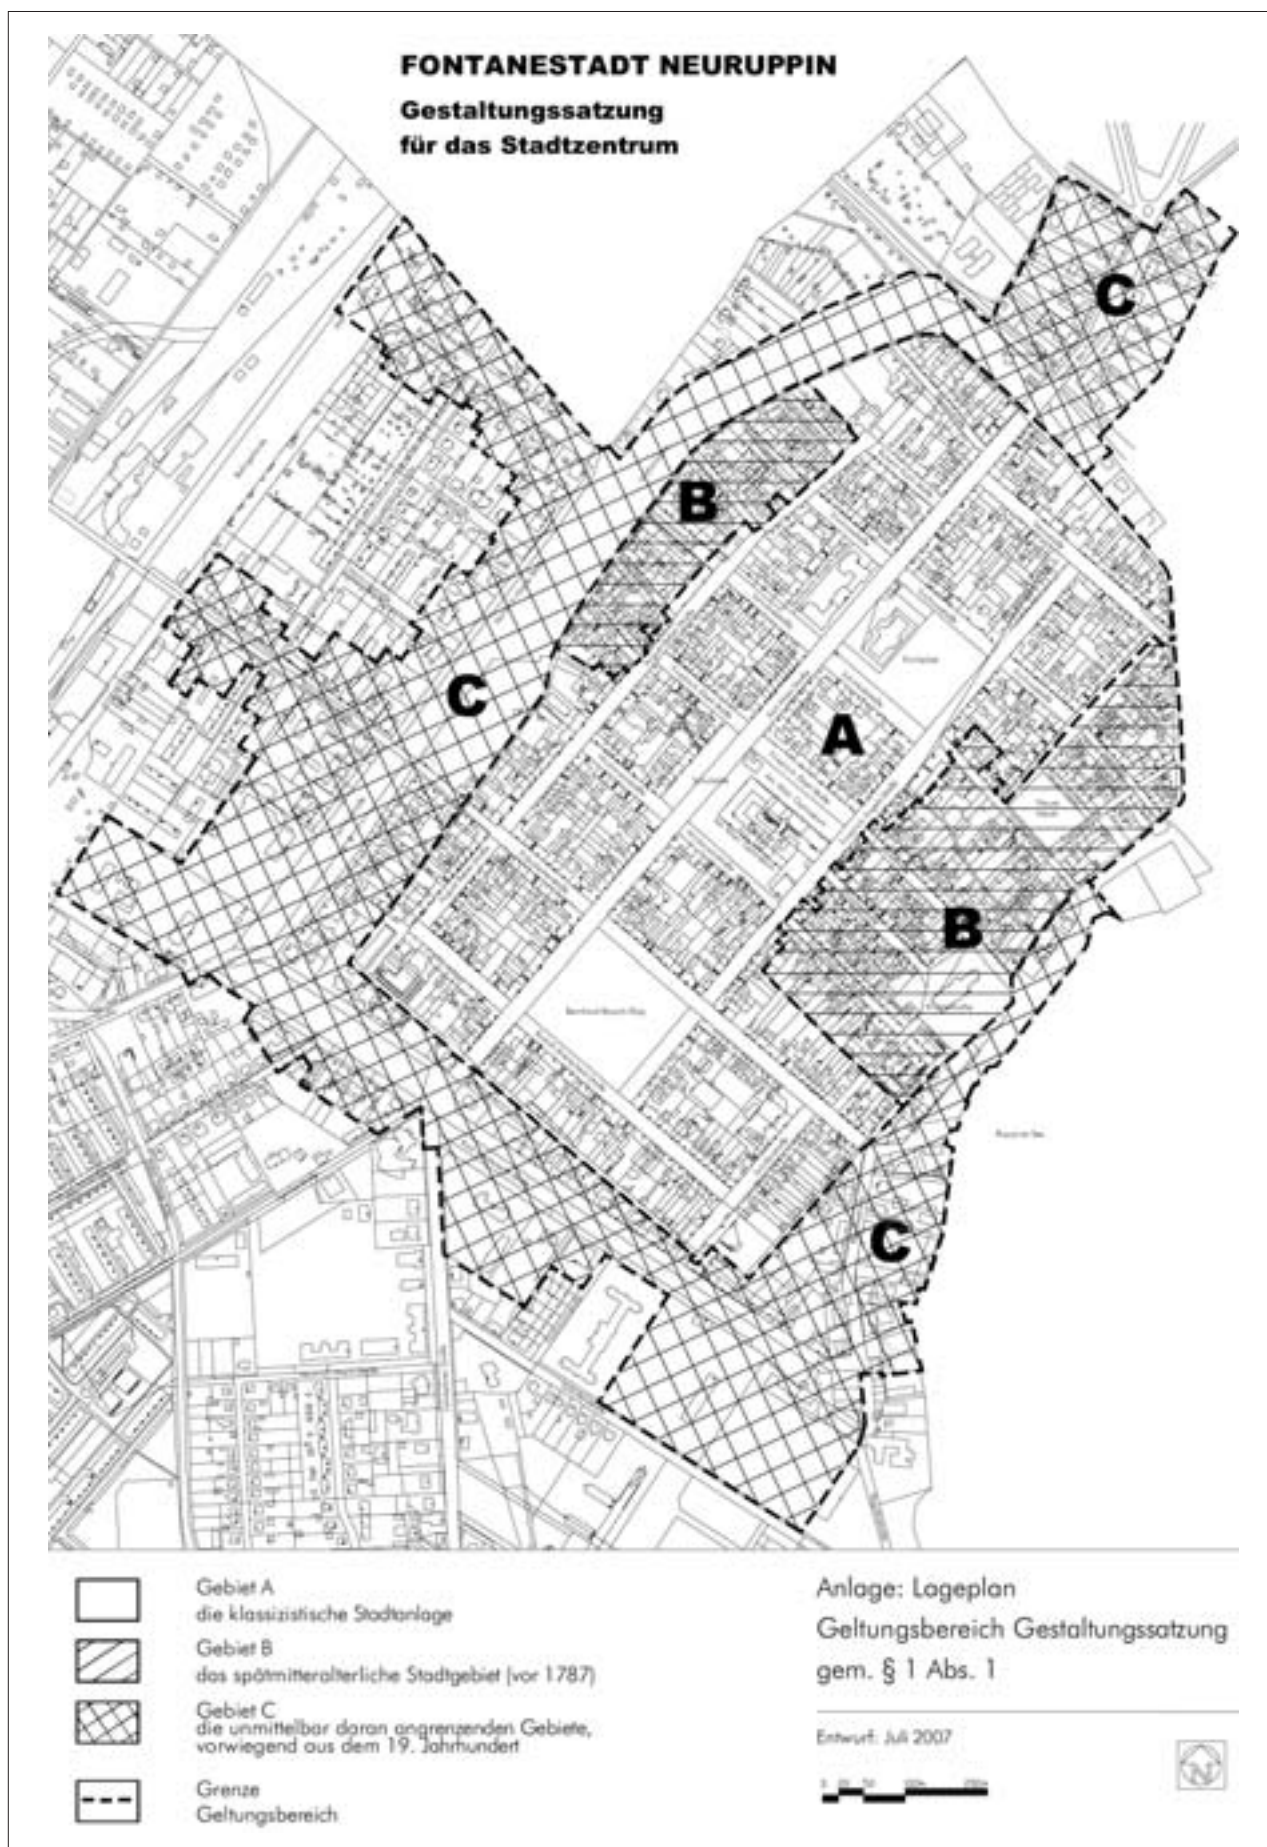 FONTANESTADT NEURUPPIN
Gestaltungssatzung
für das Stadtzentrum
C
B
C
A
B
C
Gebiet A
die klassizistische Stadtanlage
Gebiet B
das spätmitteralterliche Stadtgebiet (vor 1787)
Gebiet C
die unmittelbar daran angrenzenden Gebiete,
vorwiegend aus dem 19. Jahrhundert
Grenze
Geltungsbereich
Anlage: Lageplan
Geltungsbereich Gestaltungssatzung
gem. § 1 Abs. 1
Entwurf: Juli 2007
N